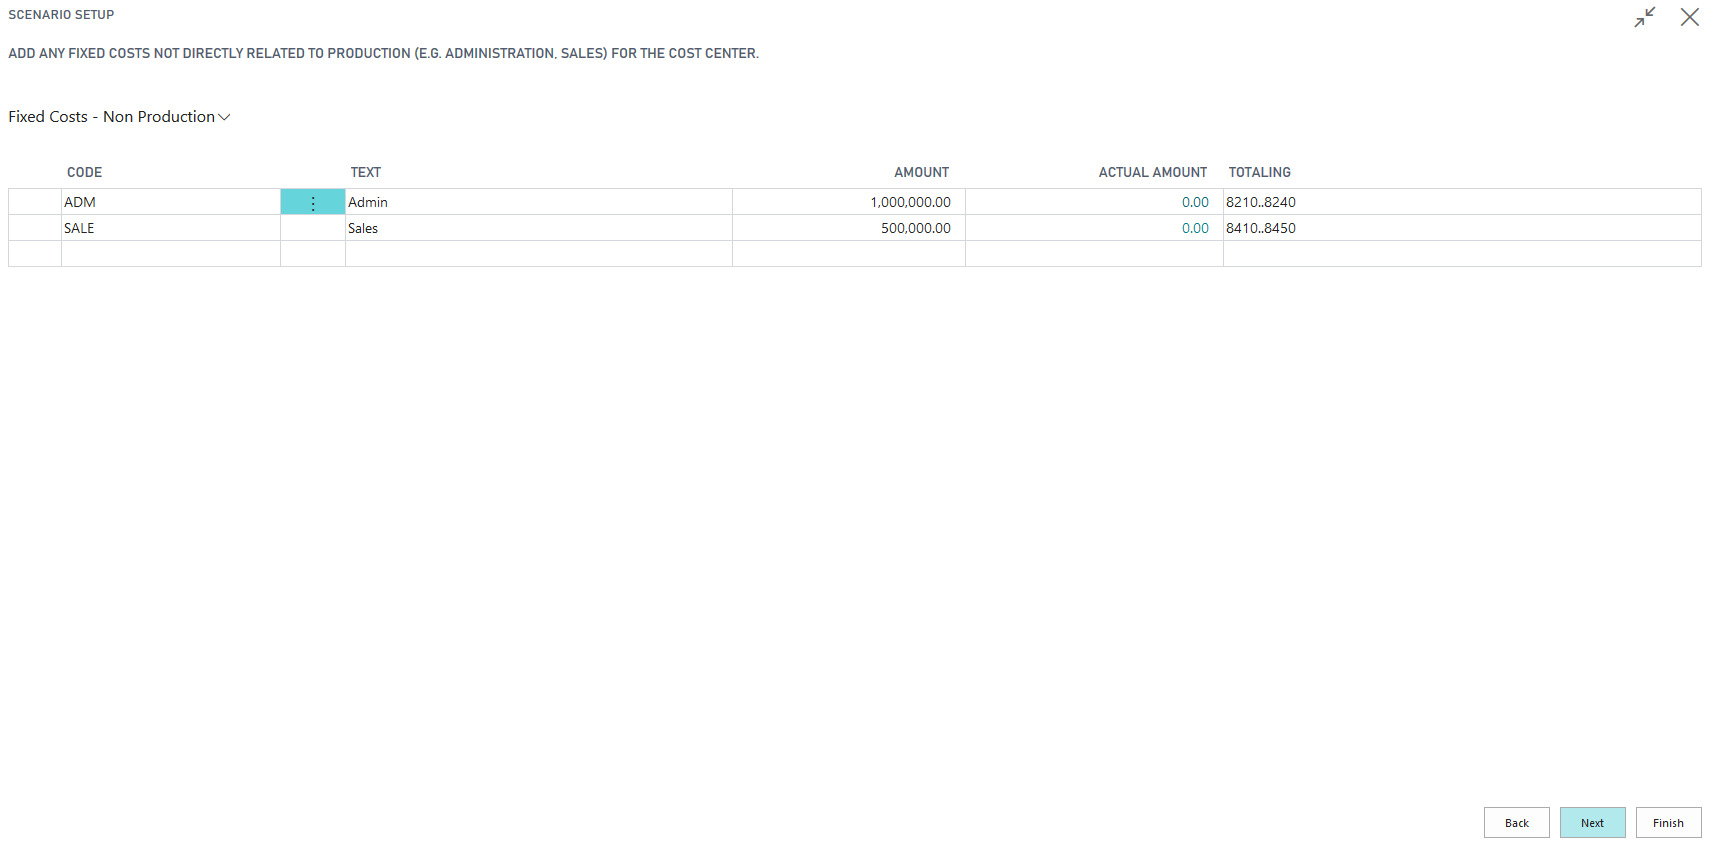 SCENARIO SETUP
ADD ANY FIXED COSTS NOT DIRECTLY RELATED TO PRODUCTION (E.G. ADMINISTRATION, SALES) FOR THE COST CENTER.
Fixed Costs - Non Production
CODE TEXT AMOUNT ACTUAL AMOUNT TOTALING
ADM Admin 1,000,000.00 0.00 8210..8240
SALE Sales 500,000.00 0.00 8410..8450
Back Next Finish